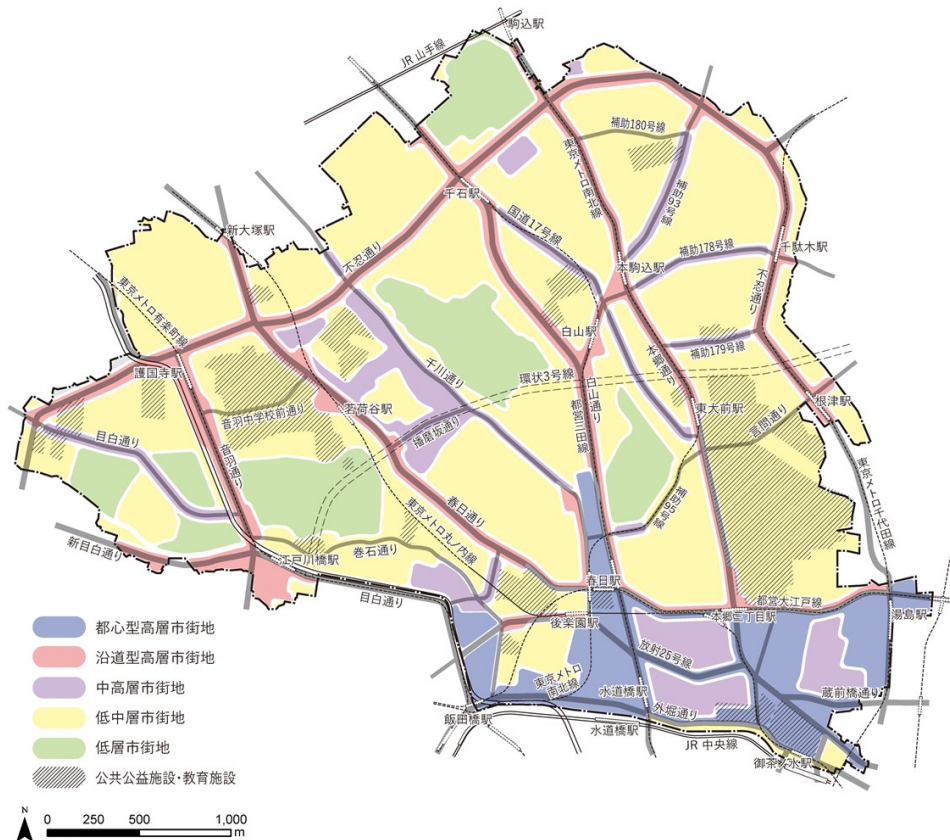 駒込駅
JR 山手線
補助180号線
東京メトロ南北線
補助93号線
千石駅
国道17号線
新大塚駅
不忍通り
補助178号線
千駄木駅
本駒込駅
不忍通り
東京メトロ有楽町線
白山駅
補助179号線
千川通り
環状3号線
本郷通り
護国寺駅
白山通り
都営三田線
根津駅
茗荷谷駅
東大前駅
音羽中学校前通り
播磨坂通り
言問通り
目白通り
音羽通り
東京メトロ千代田線
春日通り
補助95号線
東京メトロ丸ノ内線
新目白通り
巻石通り
江戸川橋駅
春日駅
目白通り
都営大江戸線
本郷三丁目駅
湯島駅
後楽園駅
放射25号線
東京メトロ
南北線
水道橋駅
蔵前橋通り
外堀通り
飯田橋駅
水道橋駅
JR 中央線
御茶ノ水駅
都心型高層市街地
沿道型高層市街地
中高層市街地
低中層市街地
低層市街地
公共公益施設・教育施設
N
0 250 500 1,000
m